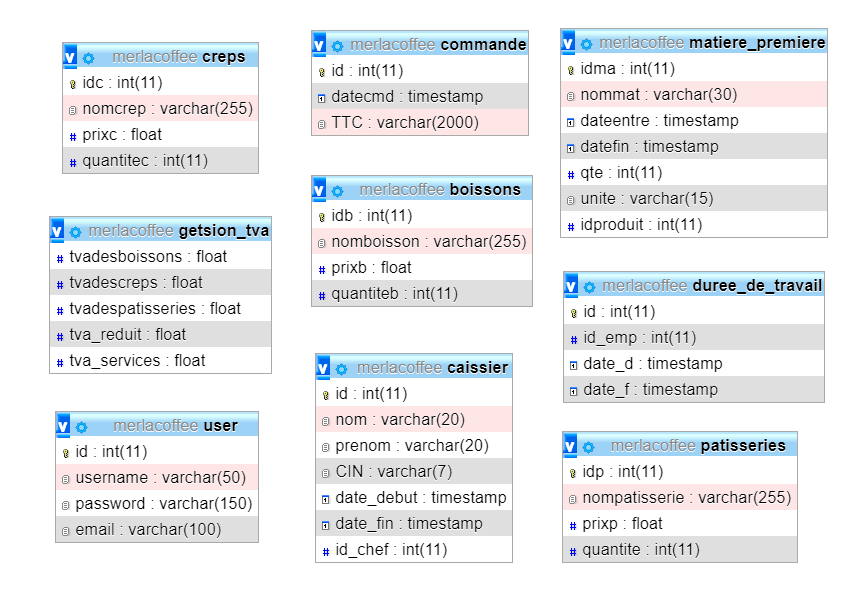 merlacoffee creps
idc : int(11)
nomcrep : varchar(255)
prixc : float
quantitec : int(11)
merlacoffee commande
id : int(11)
datecmd : timestamp
TTC : varchar(2000)
merlacoffee matiere_premiere
idma : int(11)
nommat : varchar(30)
dateentre : timestamp
datefin : timestamp
qte : int(11)
unite : varchar(15)
idproduit : int(11)
merlacoffee getsion_tva
tvadesboissons : float
tvadescreps : float
tvadespatisseries : float
tva_reduit : float
tva_services : float
merlacoffee boissons
idb : int(11)
nomboisson : varchar(255)
prixb : float
quantiteb : int(11)
merlacoffee duree_de_travail
id : int(11)
id_emp : int(11)
date_d : timestamp
date_f : timestamp
merlacoffee user
id : int(11)
username : varchar(50)
password : varchar(150)
email : varchar(100)
merlacoffee caissier
id : int(11)
nom : varchar(20)
prenom : varchar(20)
CIN : varchar(7)
date_debut : timestamp
date_fin : timestamp
id_chef : int(11)
merlacoffee patisseries
idp : int(11)
nompatisserie : varchar(255)
prixp : float
quantite : int(11)